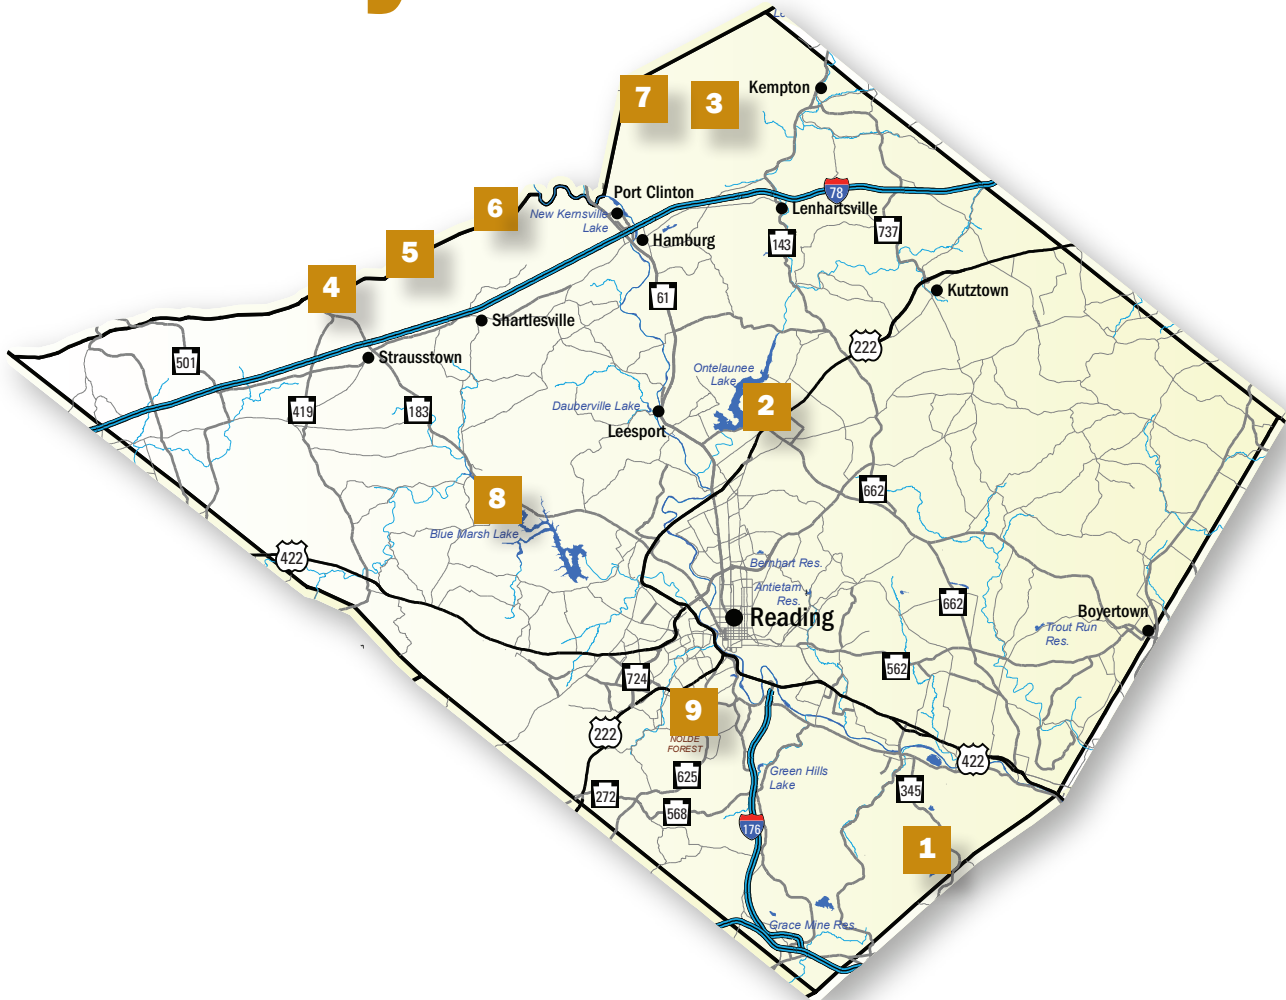 Kempton
7
3
78
Port Clinton
6
New Kernsville
Lake
Lenhartsville
737
143
Hamburg
5
4
61
Kutztown
Shartlesville
222
501
Strausstown
Ontelaunee
Lake
419
183
Dauberville Lake
2
Leesport
662
8
Blue Marsh Lake
422
Bernhart Res.
Antietam
Res.
662
Reading
Boyertown
Trout Run
Res.
562
724
9
222
NOLDE
FOREST
422
625
Green Hills
Lake
272
345
568
176
1
Grace Mine Res.